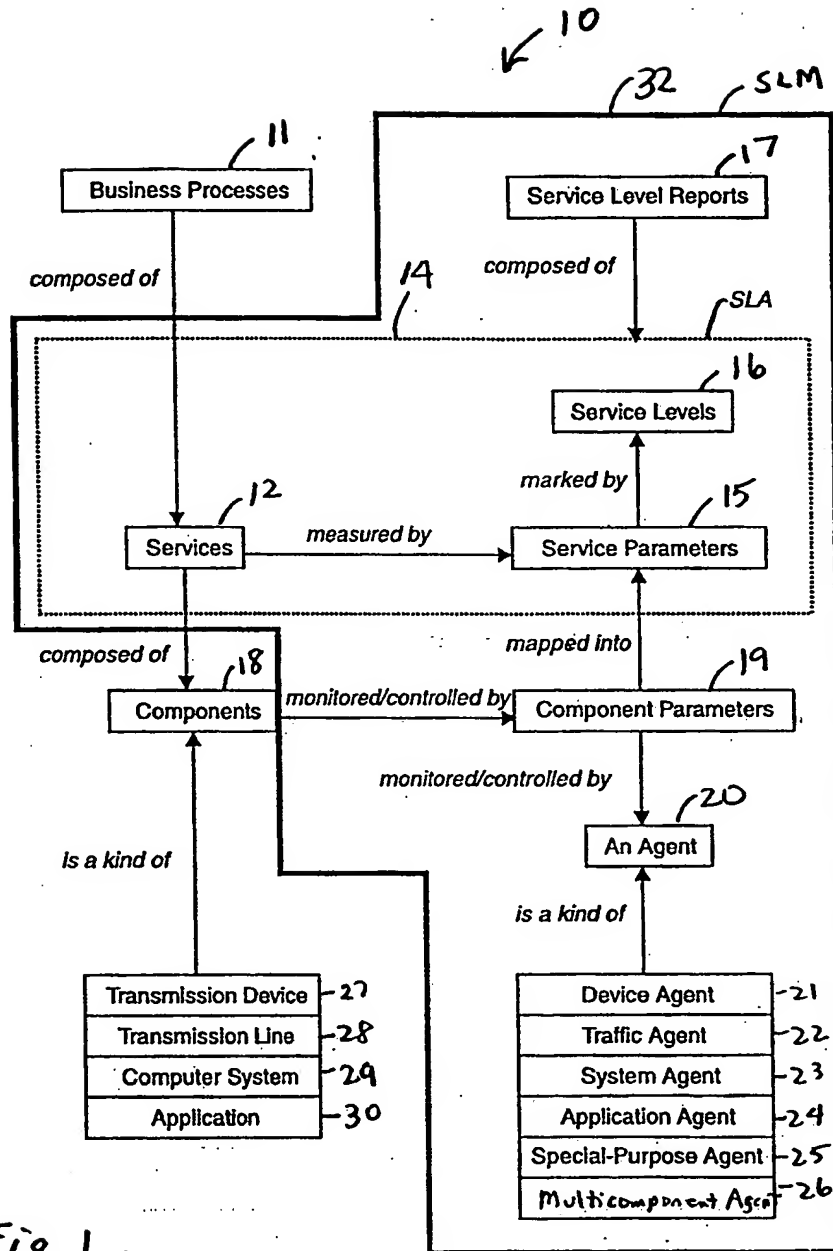 10
32
SLM
11
17
Business Processes
Service Level Reports
composed of
composed of
14
SLA
16
Service Levels
marked by
12
15
Services
measured by
Service Parameters
composed of
mapped into
18
19
Components
monitored/controlled by
Component Parameters
monitored/controlled by
20
An Agent
is a kind of
is a kind of
Transmission Device
27
Device Agent
21
Transmission Line
28
Traffic Agent
22
Computer System
29
System Agent
23
Application
30
Application Agent
24
Special-Purpose Agent
25
Multicomponent Agent
26
Fig. 1